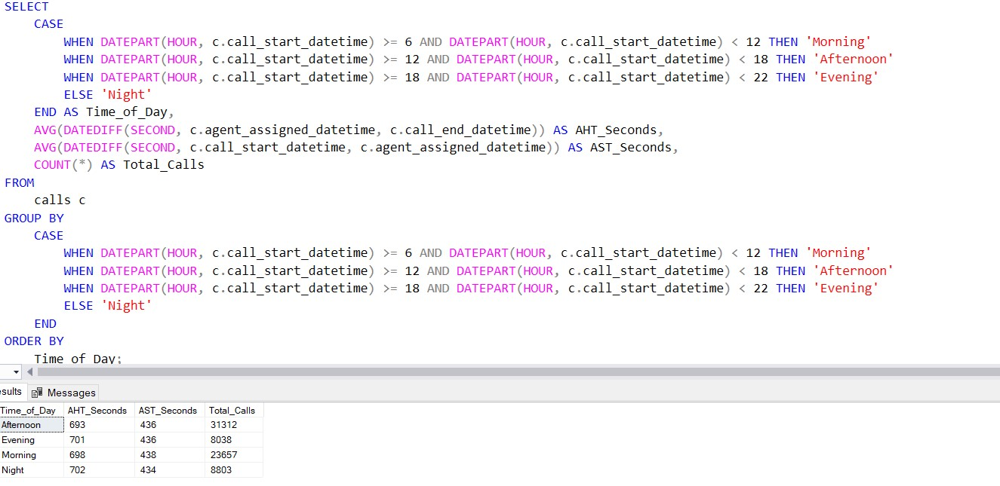 SELECT
CASE
WHEN DATEPART(HOUR, c.call_start_datetime) >= 6 AND DATEPART(HOUR, c.call_start_datetime) < 12 THEN 'Morning'
WHEN DATEPART(HOUR, c.call_start_datetime) >= 12 AND DATEPART(HOUR, c.call_start_datetime) < 18 THEN 'Afternoon'
WHEN DATEPART(HOUR, c.call_start_datetime) >= 18 AND DATEPART(HOUR, c.call_start_datetime) < 22 THEN 'Evening'
ELSE 'Night'
END AS Time_of_Day,
AVG(DATEDIFF(SECOND, c.agent_assigned_datetime, c.call_end_datetime)) AS AHT_Seconds,
AVG(DATEDIFF(SECOND, c.call_start_datetime, c.agent_assigned_datetime)) AS AST_Seconds,
COUNT(*) AS Total_Calls
FROM
calls c
GROUP BY
CASE
WHEN DATEPART(HOUR, c.call_start_datetime) >= 6 AND DATEPART(HOUR, c.call_start_datetime) < 12 THEN 'Morning'
WHEN DATEPART(HOUR, c.call_start_datetime) >= 12 AND DATEPART(HOUR, c.call_start_datetime) < 18 THEN 'Afternoon'
WHEN DATEPART(HOUR, c.call_start_datetime) >= 18 AND DATEPART(HOUR, c.call_start_datetime) < 22 THEN 'Evening'
ELSE 'Night'
END
ORDER BY
Time_of_Day;
esults Messages
Time_of_Day AHT_Seconds AST_Seconds Total_Calls
Afternoon 693 436 31312
Evening 701 436 8038
Morning 698 438 23657
Night 702 434 8803